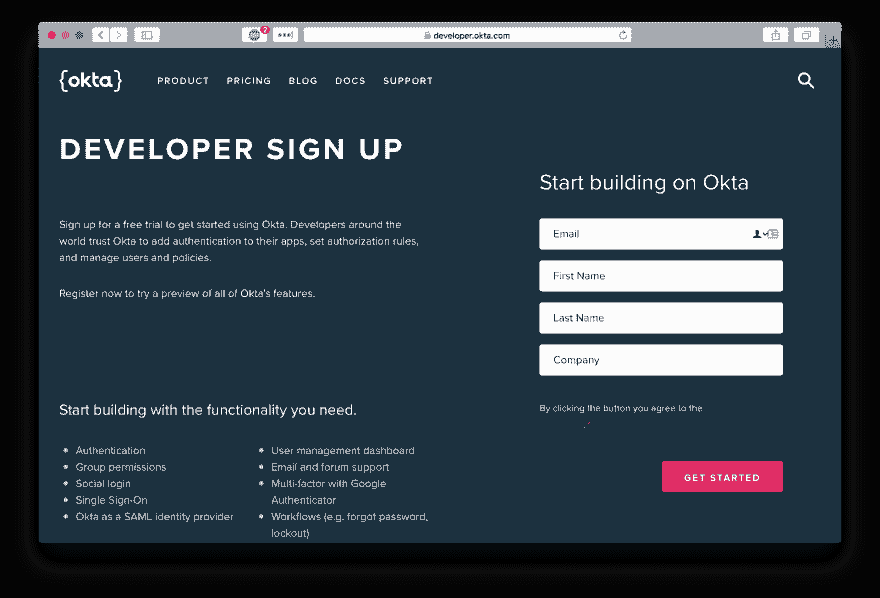 7
developer.okta.com
{okta}
PRODUCT PRICING BLOG DOCS SUPPORT
DEVELOPER SIGN UP
Sign up for a free trial to get started using Okta. Developers around the
world trust Okta to add authentication to their apps, set authorization rules,
and manage users and policies.
Register now to try a preview of all of Okta's features.
Start building with the functionality you need.
• Authentication
• Group permissions
• Social login
• Single Sign-On
• Okta as a SAML identity provider
• User management dashboard
• Email and forum support
• Multi-factor with Google
Authenticator
• Workflows (e.g. forgot password,
lockout)
Start building on Okta
Email
First Name
Last Name
Company
By clicking the button you agree to the
GET STARTED